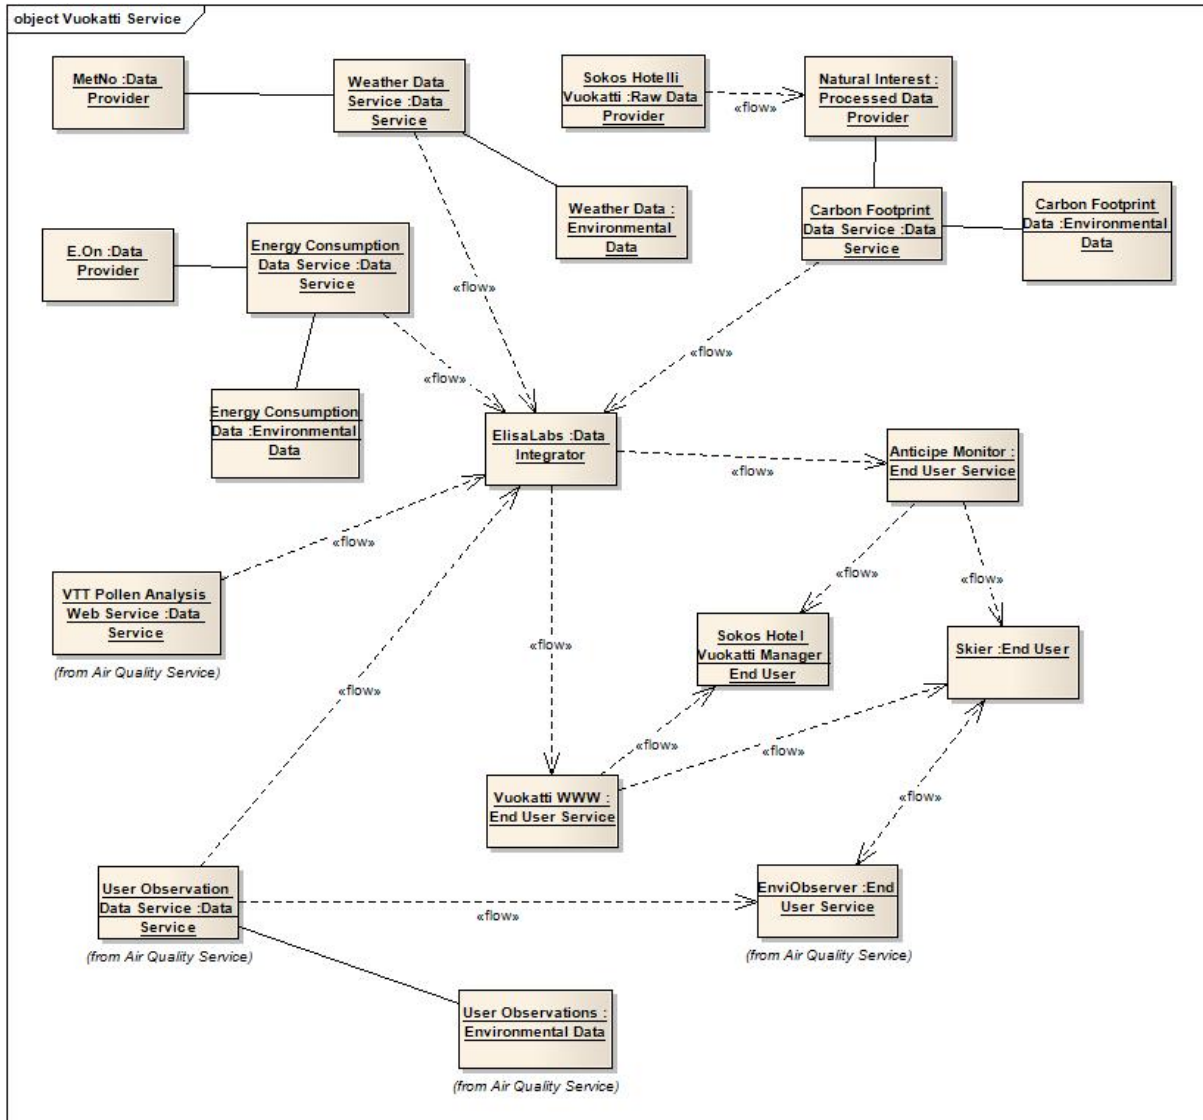 object Vuokatti Service
MetNo :Data
Provider
Weather Data
Service :Data
Service
Sokos Hotelli
Vuokatti :Raw Data
Provider
«flow»
Natural Interest :
Processed Data
Provider
Weather Data :
Environmental
Data
Carbon Footprint
Data Service :Data
Service
Carbon Footprint
Data :Environmental
Data
E.On :Data
Provider
Energy Consumption
Data Service :Data
Service
«flow»
«flow»
«flow»
Energy Consumption
Data :Environmental
Data
ElisaLabs :Data
Integrator
«flow»
Anticipe Monitor :
End User Service
«flow»
VTT Pollen Analysis
Web Service :Data
Service
(from Air Quality Service)
«flow»
«flow»
«flow»
«flow»
Sokos Hotel
Vuokatti Manager :
End User
Skier :End User
«flow»
«flow»
«flow»
Vuokatti WWW :
End User Service
«flow»
User Observation
Data Service :Data
Service
(from Air Quality Service)
«flow»
EnviObserver :End
User Service
(from Air Quality Service)
User Observations :
Environmental Data
(from Air Quality Service)